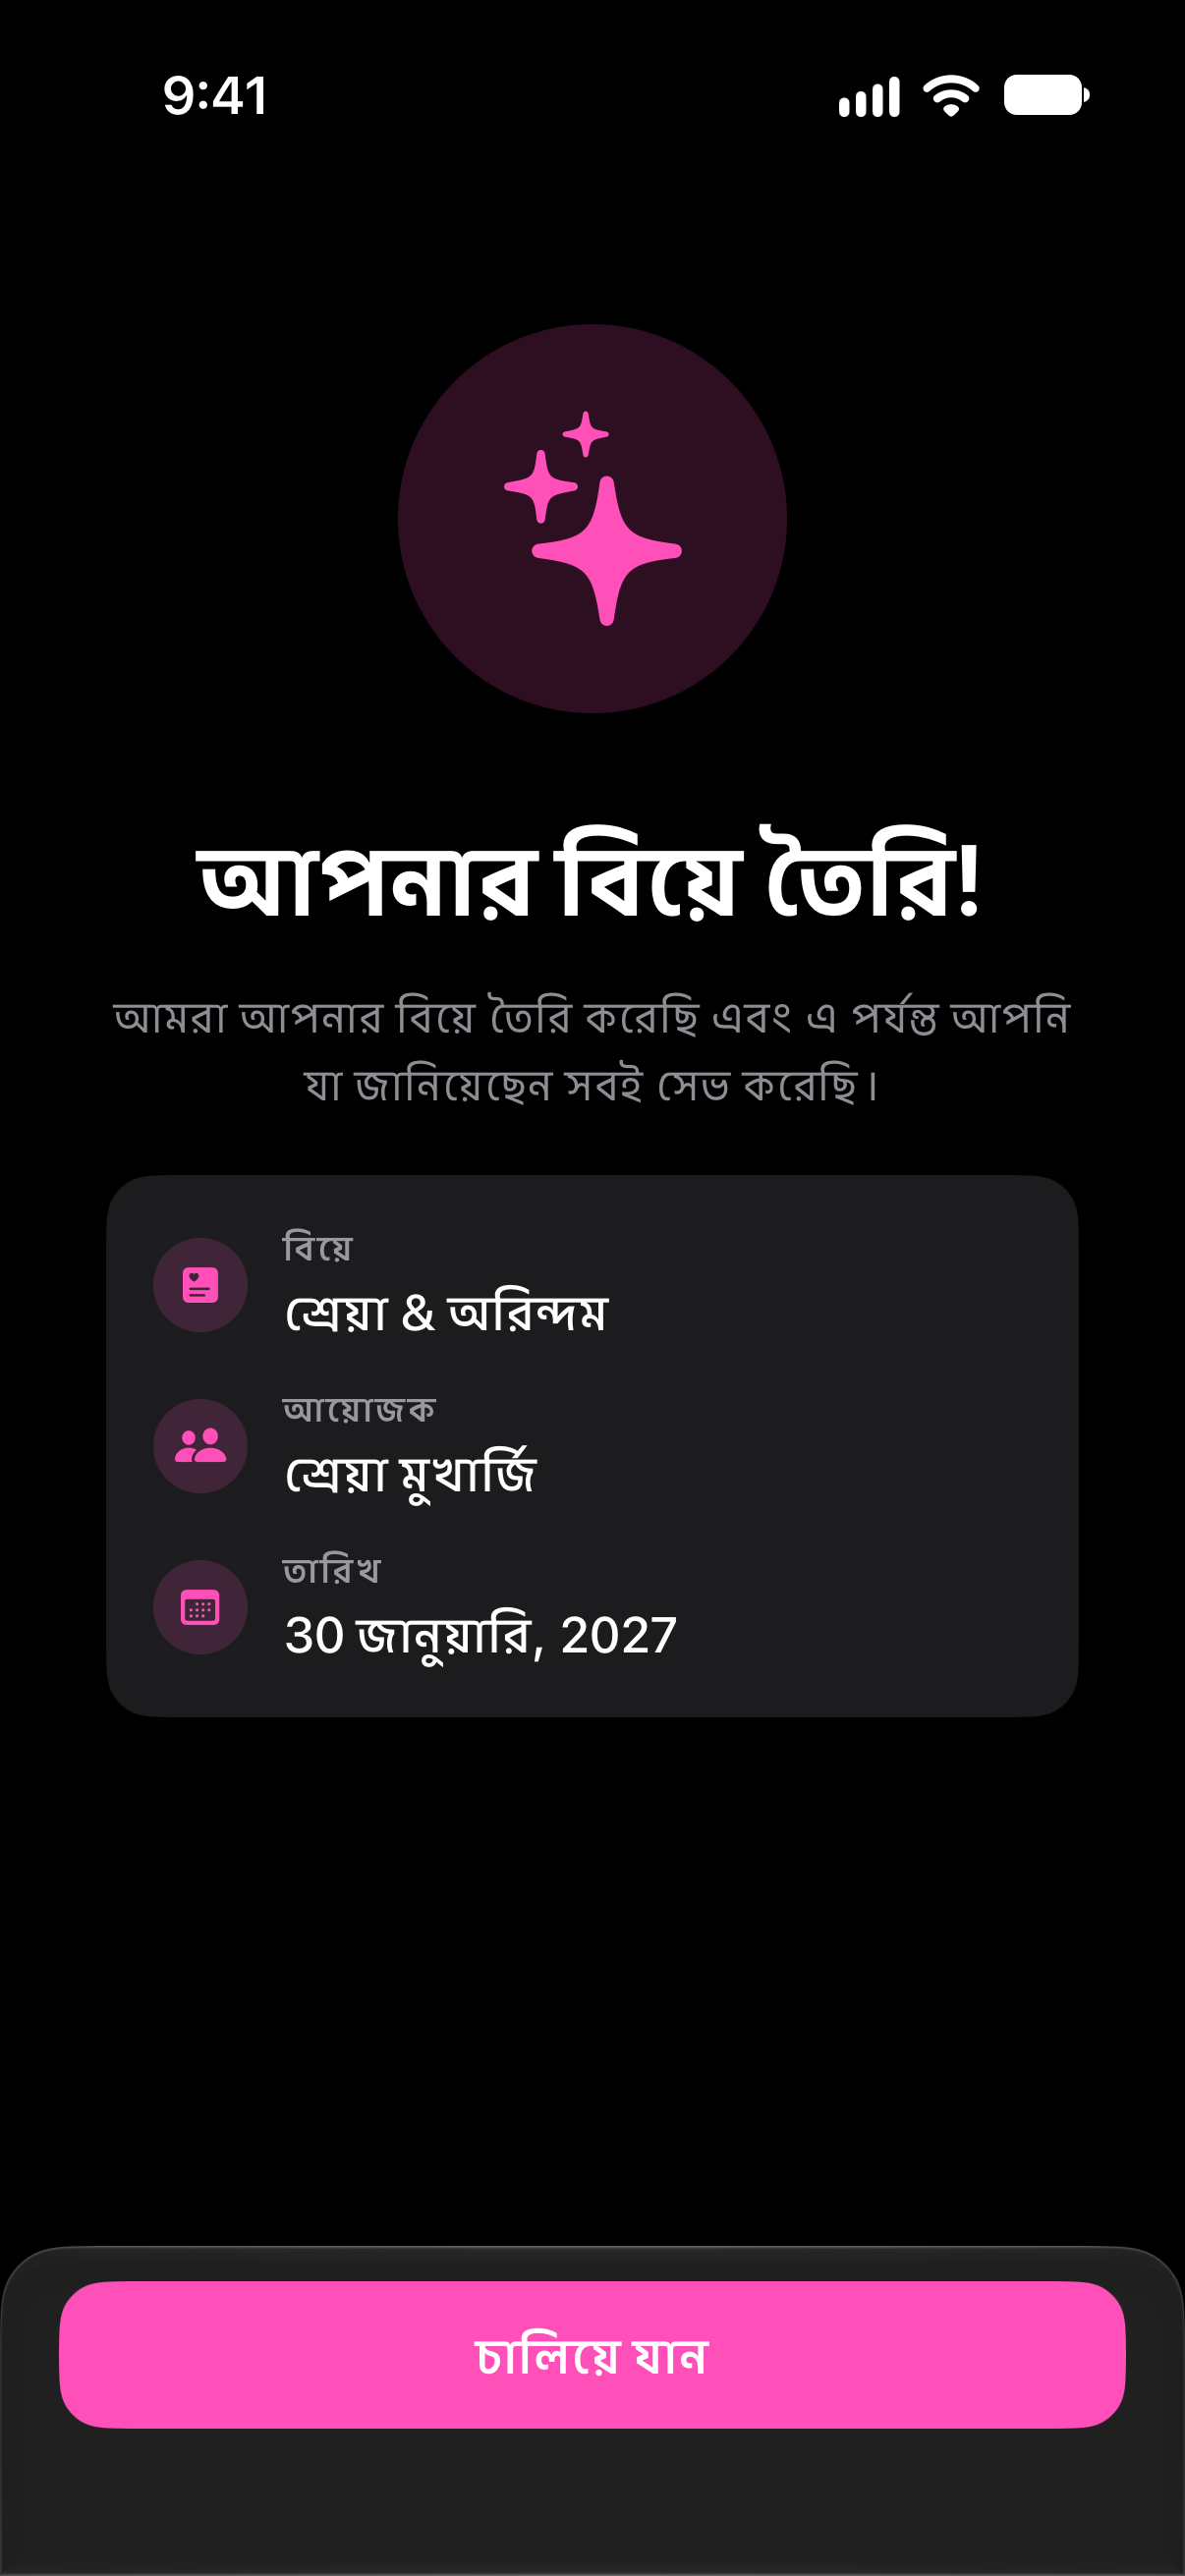 9:41
আপনার বিয়ে তৈরি!
আমরা আপনার বিয়ে তৈরি করেছি এবং এ পর্যন্ত আপনি
যা জানিয়েছেন সবই সেভ করেছি।
বিয়ে
শ্রেয়া & অরিন্দম
আয়োজক
শ্রেয়া মুখার্জি
তারিখ
30 জানুয়ারি, 2027
চালিয়ে যান